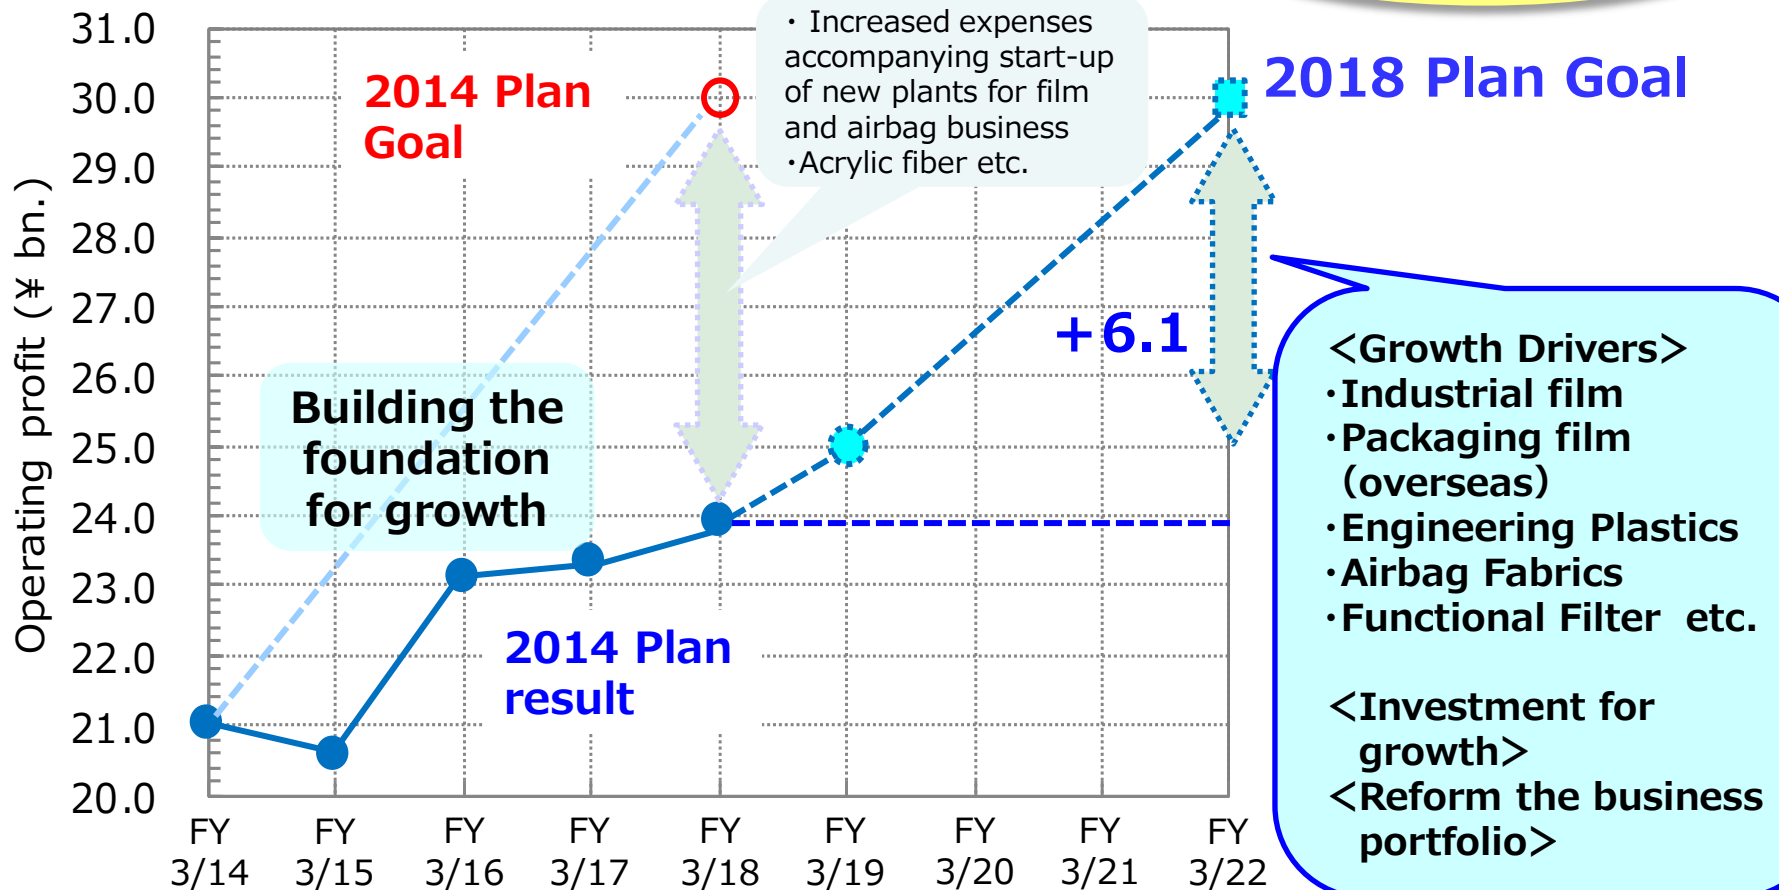 Operating profit (¥ bn.)
31.0
30.0
29.0
28.0
27.0
26.0
25.0
24.0
23.0
22.0
21.0
20.0
2014 Plan
Goal
・Increased expenses
accompanying start-up
of new plants for film
and airbag business
・Acrylic fiber etc.
2018 Plan Goal
Building the
foundation
for growth
+6.1
2014 Plan
result
<Growth Drivers>
・Industrial film
・Packaging film
(overseas)
・Engineering Plastics
・Airbag Fabrics
・Functional Filter etc.
<Investment for
growth>
<Reform the business
portfolio>
FY
3/14
FY
3/15
FY
3/16
FY
3/17
FY
3/18
FY
3/19
FY
3/20
FY
3/21
FY
3/22